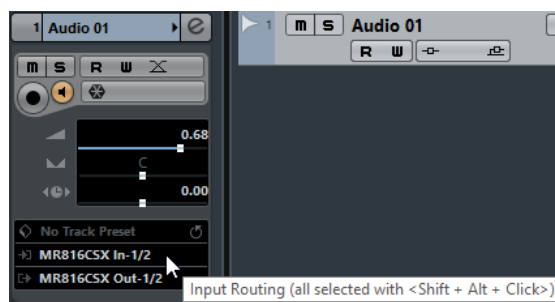 1 Audio 01 e
m S R W
0.68
C
0.00
No Track Preset
MR816CSX In-1/2
MR816CSX Out-1/2
1 m S Audio 01
R W
Input Routing (all selected with <Shift + Alt + Click>)